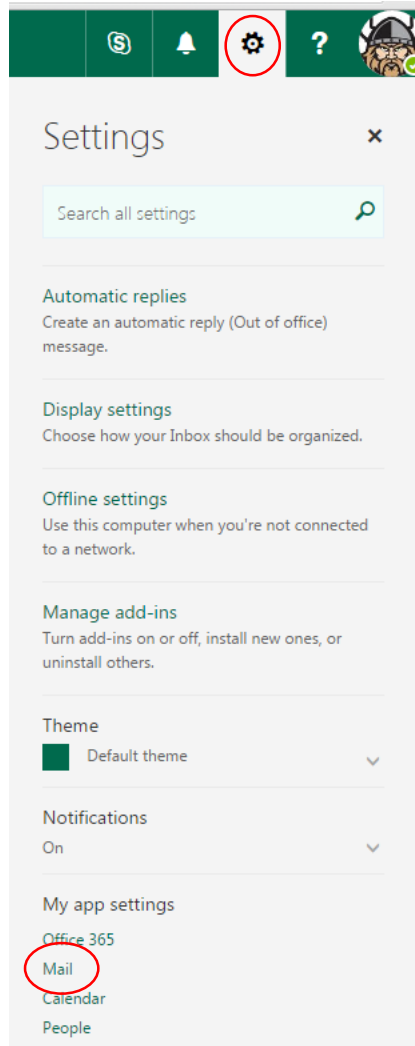 Settings
Search all settings
Automatic replies
Create an automatic reply (Out of office)
message.
Display settings
Choose how your Inbox should be organized.
Offline settings
Use this computer when you're not connected
to a network.
Manage add-ins
Turn add-ins on or off, install new ones, or
uninstall others.
Theme
Default theme
Notifications
On
My app settings
Office 365
Mail
Calendar
People